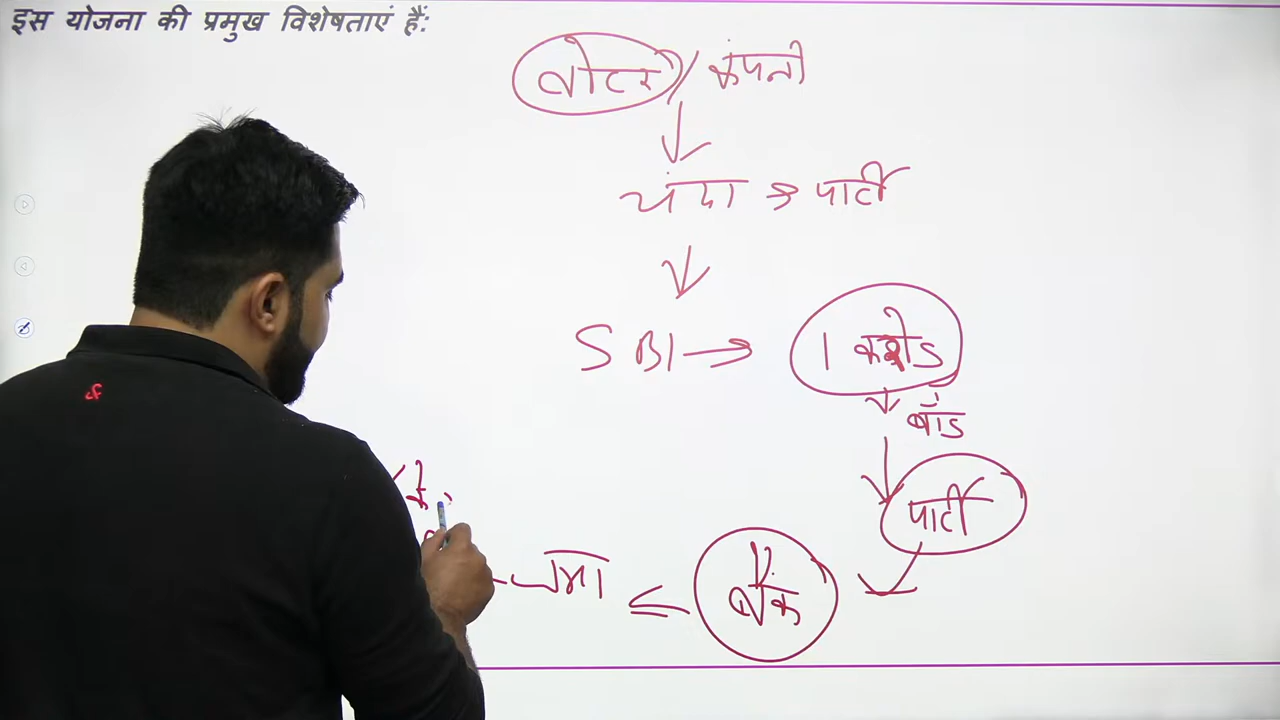 इस योजना की प्रमुख विशेषताएं हैं:
वोटर / कंपनी
चंदा → पार्टी
SBI → 1 करोड
बॉंड
पार्टी
बैंक
जमा